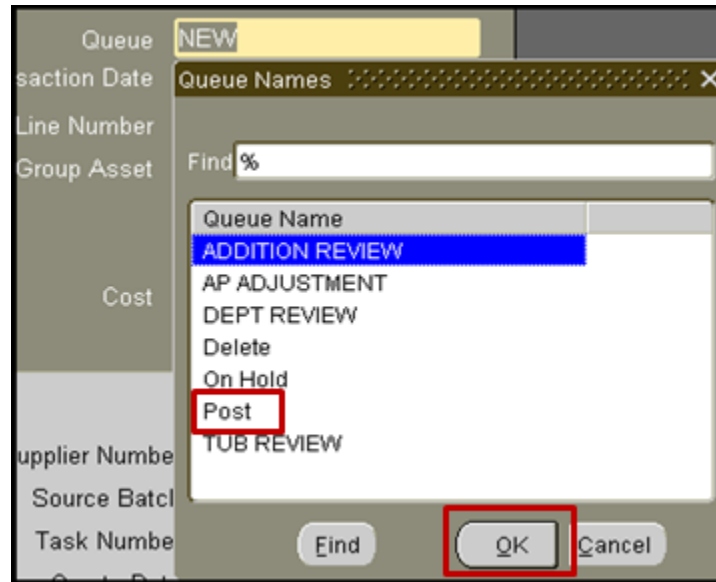 Queue NEW
saction Date
Queue Names
Line Number
Group Asset
Find %
Queue Name
ADDITION REVIEW
AP ADJUSTMENT
DEPT REVIEW
Cost
Delete
On Hold
Post
TUB REVIEW
upplier Numbe
Source Batcl
Task Numbe
Find OK Cancel